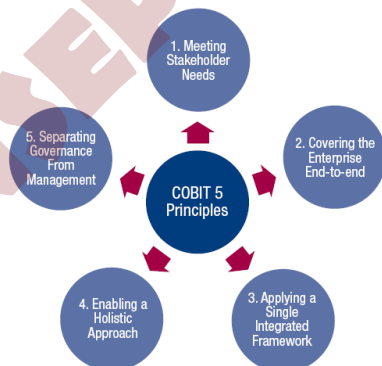 1. Meeting
Stakeholder
Needs
5. Separating
Governance
From
Management
2. Covering the
Enterprise
End-to-end
COBIT 5
Principles
4. Enabling a
Holistic
Approach
3. Applying a
Single
Integrated
Framework